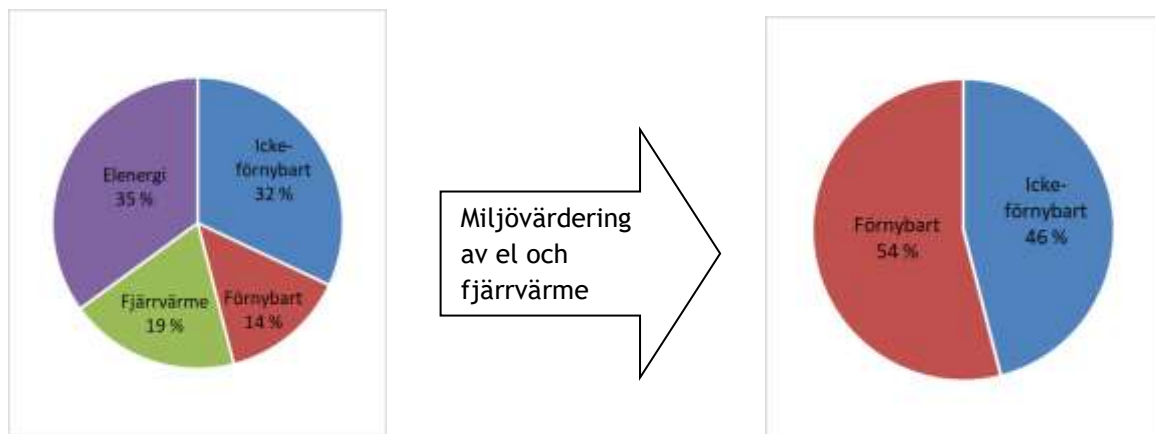 Icke-
förnybart
32 %
Elenergi
35 %
Fjärrvärme
19 %
Förnybart
14 %
Miljövärdering
av el och
fjärrvärme
Icke-
förnybart
46 %
Förnybart
54 %